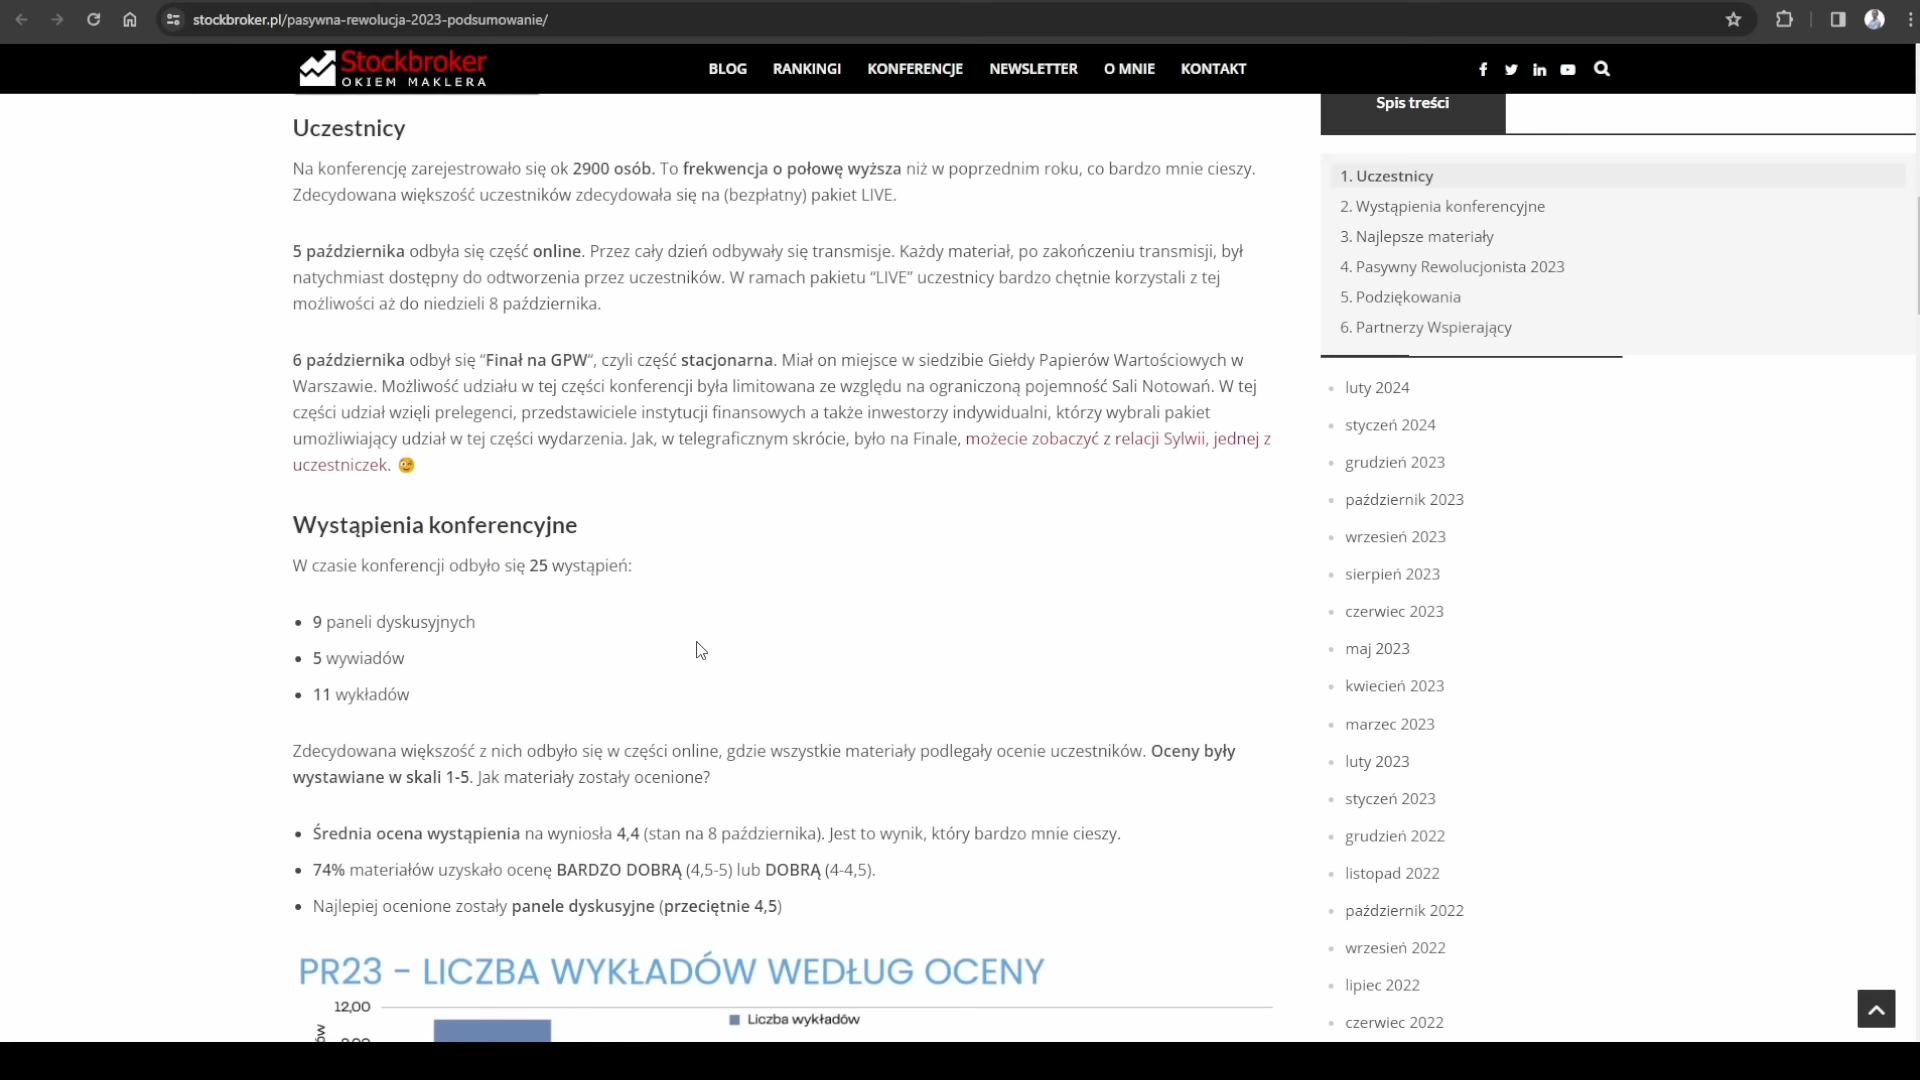 stockbroker.pl/pasywna-rewolucja-2023-podsumowanie/
Stockbroker
OKIEM MAKLERA
BLOG RANKINGI KONFERENCJE NEWSLETTER O MNIE KONTAKT
Uczestnicy
Na konferencję zarejestrowało się ok 2900 osób. To frekwencja o połowę wyższa niż w poprzednim roku, co bardzo mnie cieszy.
Zdecydowana większość uczestników zdecydowała się na (bezpłatny) pakiet LIVE.
5 października odbyła się część online. Przez cały dzień odbywały się transmisje. Każdy materiał, po zakończeniu transmisji, był
natychmiast dostępny do odtworzenia przez uczestników. W ramach pakietu “LIVE” uczestnicy bardzo chętnie korzystali z tej
możliwości aż do niedzieli 8 października.
6 października odbył się “Finał na GPW“, czyli część stacjonarna. Miał on miejsce w siedzibie Giełdy Papierów Wartościowych w
Warszawie. Możliwość udziału w tej części konferencji była limitowana ze względu na ograniczoną pojemność Sali Notowań. W tej
części udział wzięli prelegenci, przedstawiciele instytucji finansowych a także inwestorzy indywidualni, którzy wybrali pakiet
umożliwiający udział w tej części wydarzenia. Jak, w telegraficznym skrócie, było na Finale, możecie zobaczyć z relacji Sylwii, jednej z
uczestniczek. 😉
Wystąpienia konferencyjne
W czasie konferencji odbyło się 25 wystąpień:
• 9 paneli dyskusyjnych
• 5 wywiadów
• 11 wykładów
Zdecydowana większość z nich odbyło się w części online, gdzie wszystkie materiały podlegały ocenie uczestników. Oceny były
wystawiane w skali 1-5. Jak materiały zostały ocenione?
• Średnia ocena wystąpienia na wyniosła 4,4 (stan na 8 października). Jest to wynik, który bardzo mnie cieszy.
• 74% materiałów uzyskało ocenę BARDZO DOBRĄ (4,5-5) lub DOBRĄ (4-4,5).
• Najlepiej ocenione zostały panele dyskusyjne (przeciętnie 4,5)
PR23 - LICZBA WYKŁADÓW WEDŁUG OCENY
12,00
Liczba wykładów
Spis treści
1. Uczestnicy
2. Wystąpienia konferencyjne
3. Najlepsze materiały
4. Pasywny Rewolucjonista 2023
5. Podziękowania
6. Partnerzy Wspierający
luty 2024
styczeń 2024
grudzień 2023
październik 2023
wrzesień 2023
sierpień 2023
czerwiec 2023
maj 2023
kwiecień 2023
marzec 2023
luty 2023
styczeń 2023
grudzień 2022
listopad 2022
październik 2022
wrzesień 2022
lipiec 2022
czerwiec 2022